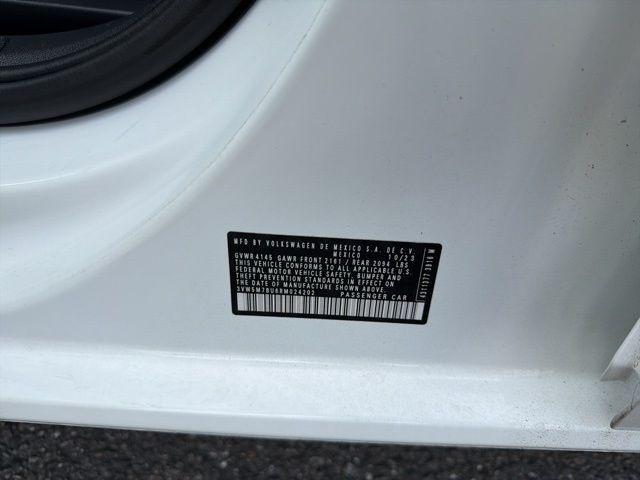 MFD BY VOLKSWAGEN DE MEXICO S.A. DE C.V.
MEXICO 10/23
GVWR4145 GAWR FRONT 2161 / REAR 2094 LBS
THIS VEHICLE CONFORMS TO ALL APPLICABLE U.S.
FEDERAL MOTOR VEHICLE SAFETY, BUMPER AND
THEFT PREVENTION STANDARDS IN EFFECT ON
THE DATE OF MANUFACTURE SHOWN ABOVE.
PASSENGER CAR